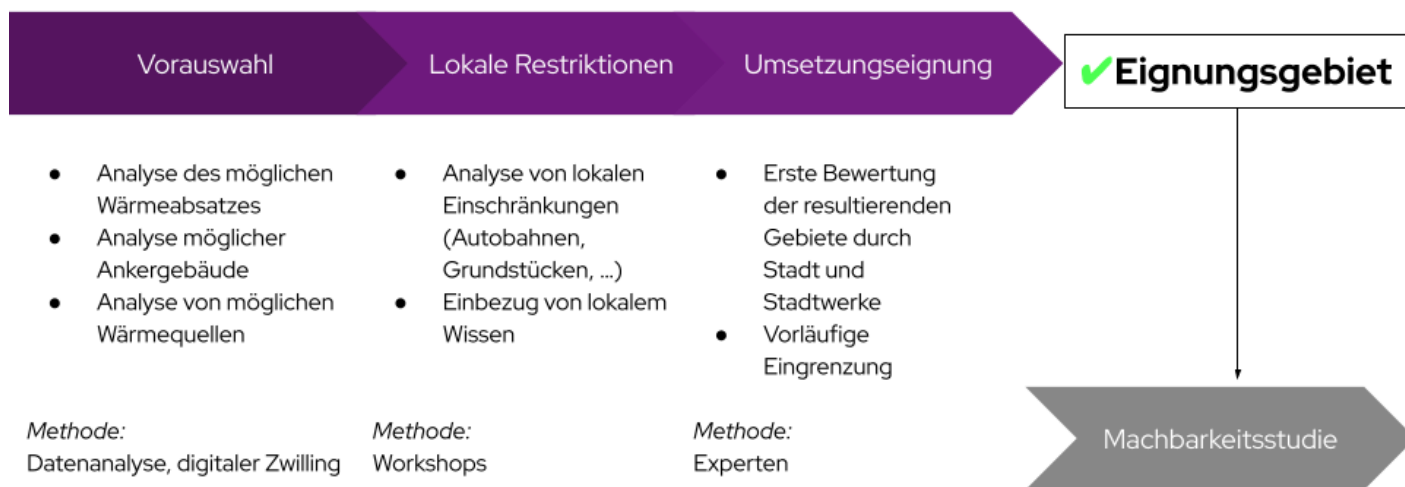 Vorauswahl
Lokale Restriktionen
Umsetzungseignung
✔Eignungsgebiet
● Analyse des möglichen
Wärmeabsatzes
● Analyse möglicher
Ankergebäude
● Analyse von möglichen
Wärmequellen
● Analyse von lokalen
Einschränkungen
(Autobahnen,
Grundstücken, ...)
● Einbezug von lokalem
Wissen
● Erste Bewertung
der resultierenden
Gebiete durch
Stadt und
Stadtwerke
● Vorläufige
Eingrenzung
Methode:
Datenanalyse, digitaler Zwilling
Methode:
Workshops
Methode:
Experten
Machbarkeitsstudie